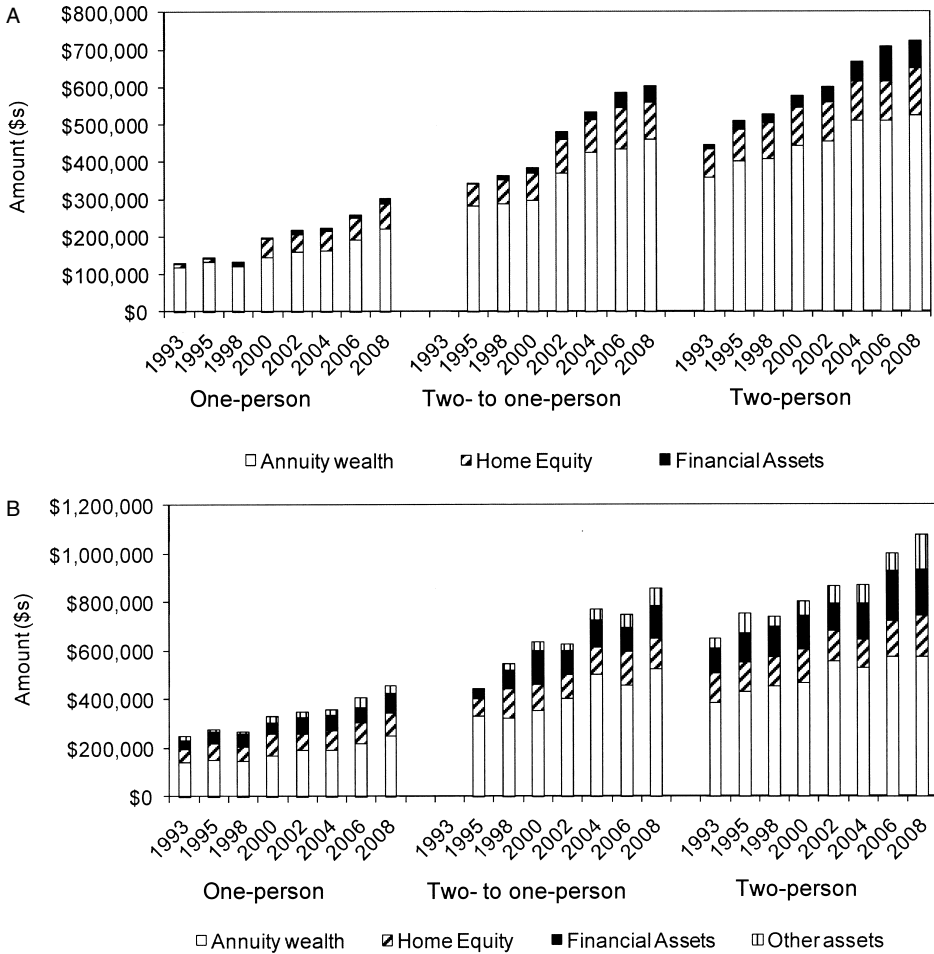 A
$800,000
$700,000
$600,000
$500,000
$400,000
$300,000
$200,000
$100,000
$0
Amount ($s)
1993 1995 1998 2000 2002 2004 2006 2008 1993 1995 1998 2000 2002 2004 2006 2008 1993 1995 1998 2000 2002 2004 2006 2008
One-person Two- to one-person Two-person
Annuity wealth Home Equity Financial Assets
B
$1,200,000
$1,000,000
$800,000
$600,000
$400,000
$200,000
$0
Amount ($s)
1993 1995 1998 2000 2002 2004 2006 2008 1993 1995 1998 2000 2002 2004 2006 2008 1993 1995 1998 2000 2002 2004 2006 2008
One-person Two- to one-person Two-person
Annuity wealth Home Equity Financial Assets Other assets